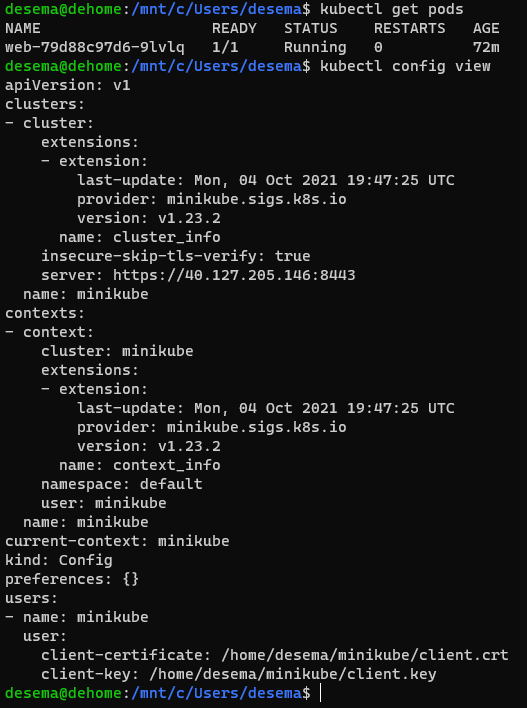 desema@dehome:/mnt/c/Users/desema$ kubectl get pods
NAME                   READY   STATUS    RESTARTS   AGE
web-79d88c97d6-9lvlq   1/1     Running   0          72m
desema@dehome:/mnt/c/Users/desema$ kubectl config view
apiVersion: v1
clusters:
- cluster:
    extensions:
    - extension:
        last-update: Mon, 04 Oct 2021 19:47:25 UTC
        provider: minikube.sigs.k8s.io
        version: v1.23.2
      name: cluster_info
    insecure-skip-tls-verify: true
    server: https://40.127.205.146:8443
  name: minikube
contexts:
- context:
    cluster: minikube
    extensions:
    - extension:
        last-update: Mon, 04 Oct 2021 19:47:25 UTC
        provider: minikube.sigs.k8s.io
        version: v1.23.2
      name: context_info
    namespace: default
    user: minikube
  name: minikube
current-context: minikube
kind: Config
preferences: {}
users:
- name: minikube
  user:
    client-certificate: /home/desema/minikube/client.crt
    client-key: /home/desema/minikube/client.key
desema@dehome:/mnt/c/Users/desema$